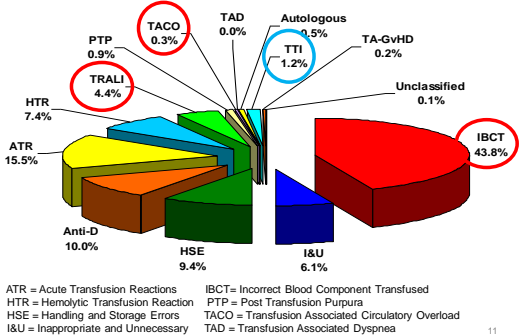 TACO
0.3%
TAD
0.0%
Autologous
0.5%
PTP
0.9%
TTI
1.2%
TA-GvHD
0.2%
TRALI
4.4%
Unclassified
0.1%
HTR
7.4%
IBCT
43.8%
ATR
15.5%
Anti-D
10.0%
HSE
9.4%
I&U
6.1%
ATR = Acute Transfusion Reactions IBCT= Incorrect Blood Component Transfused
HTR = Hemolytic Transfusion Reaction PTP = Post Transfusion Purpura
HSE = Handling and Storage Errors TACO = Transfusion Associated Circulatory Overload
I&U = Inappropriate and Unnecessary TAD = Transfusion Associated Dyspnea
11